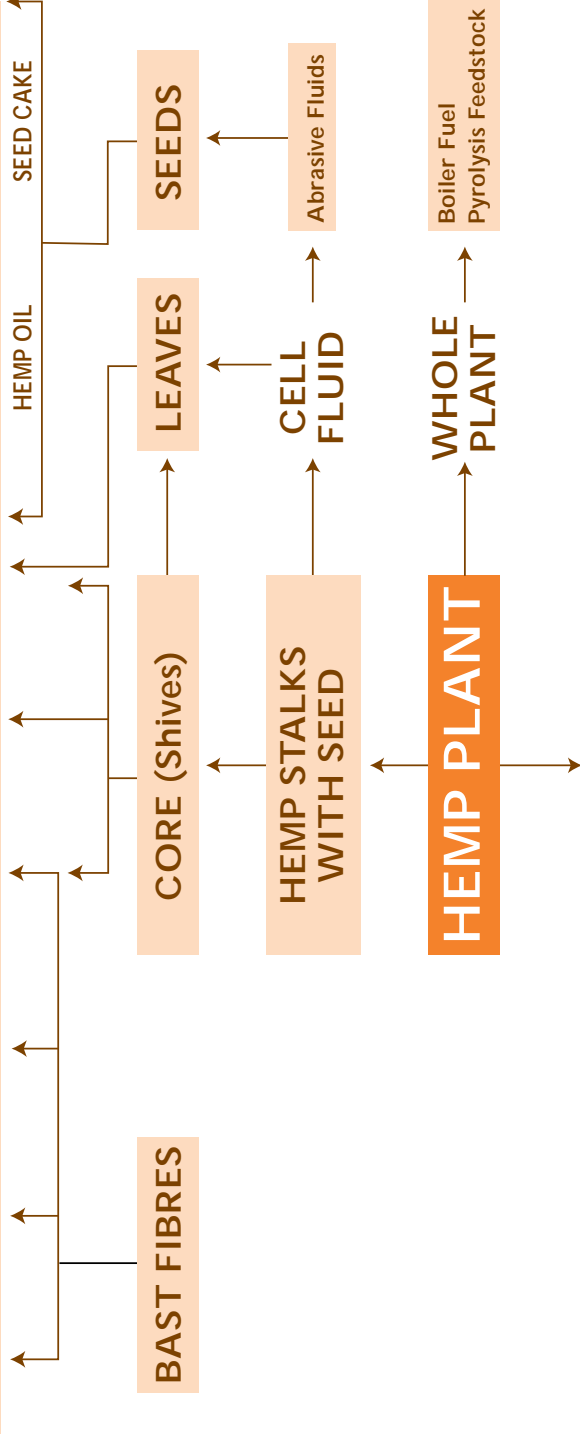 HEMP OIL
SEED CAKE
BAST FIBRES
CORE (Shives)
LEAVES
SEEDS
HEMP STALKS
WITH SEED
CELL
FLUID
Abrasive Fluids
HEMP PLANT
WHOLE
PLANT
Boiler Fuel
Pyrolysis Feedstock